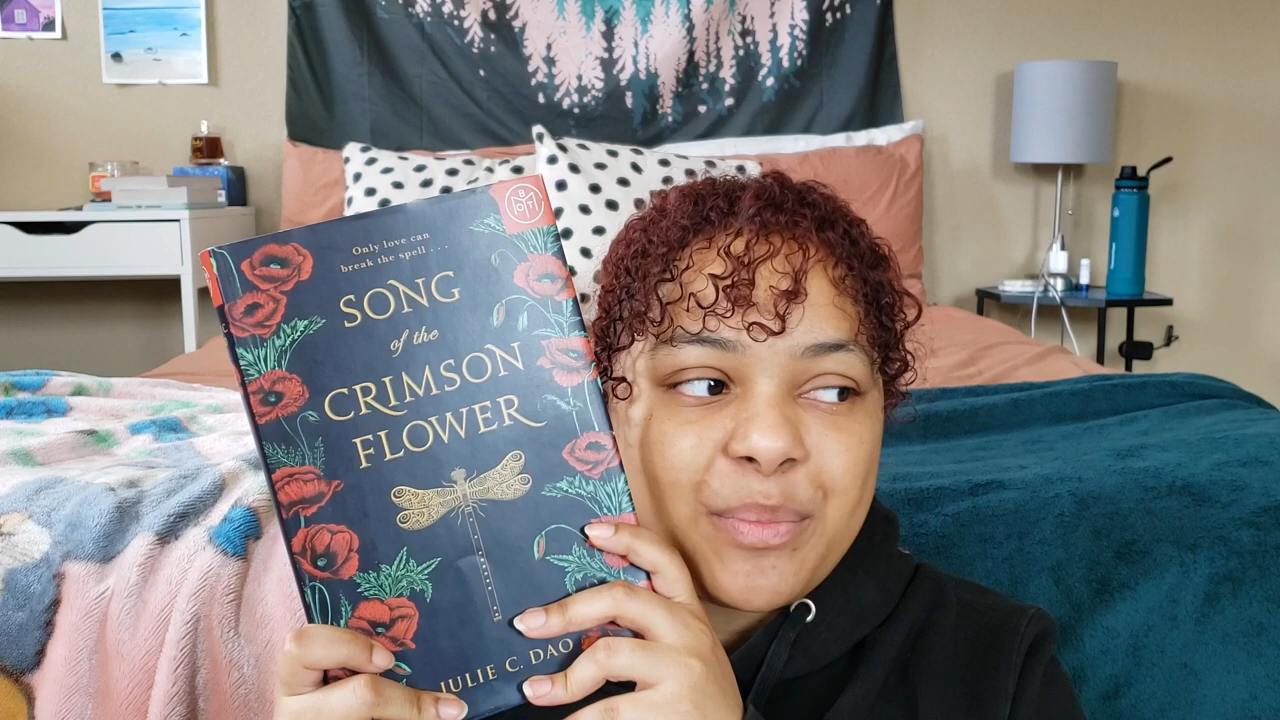 BOTM
Only love can
break the spell . . .
SONG
of the
CRIMSON
FLOWER
JULIE C. DAO